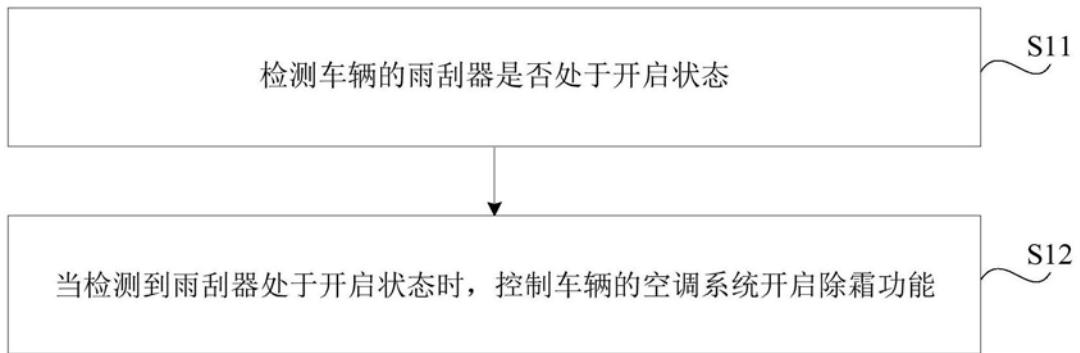 检测车辆的雨刮器是否处于开启状态
S11
当检测到雨刮器处于开启状态时，控制车辆的空调系统开启除霜功能
S12